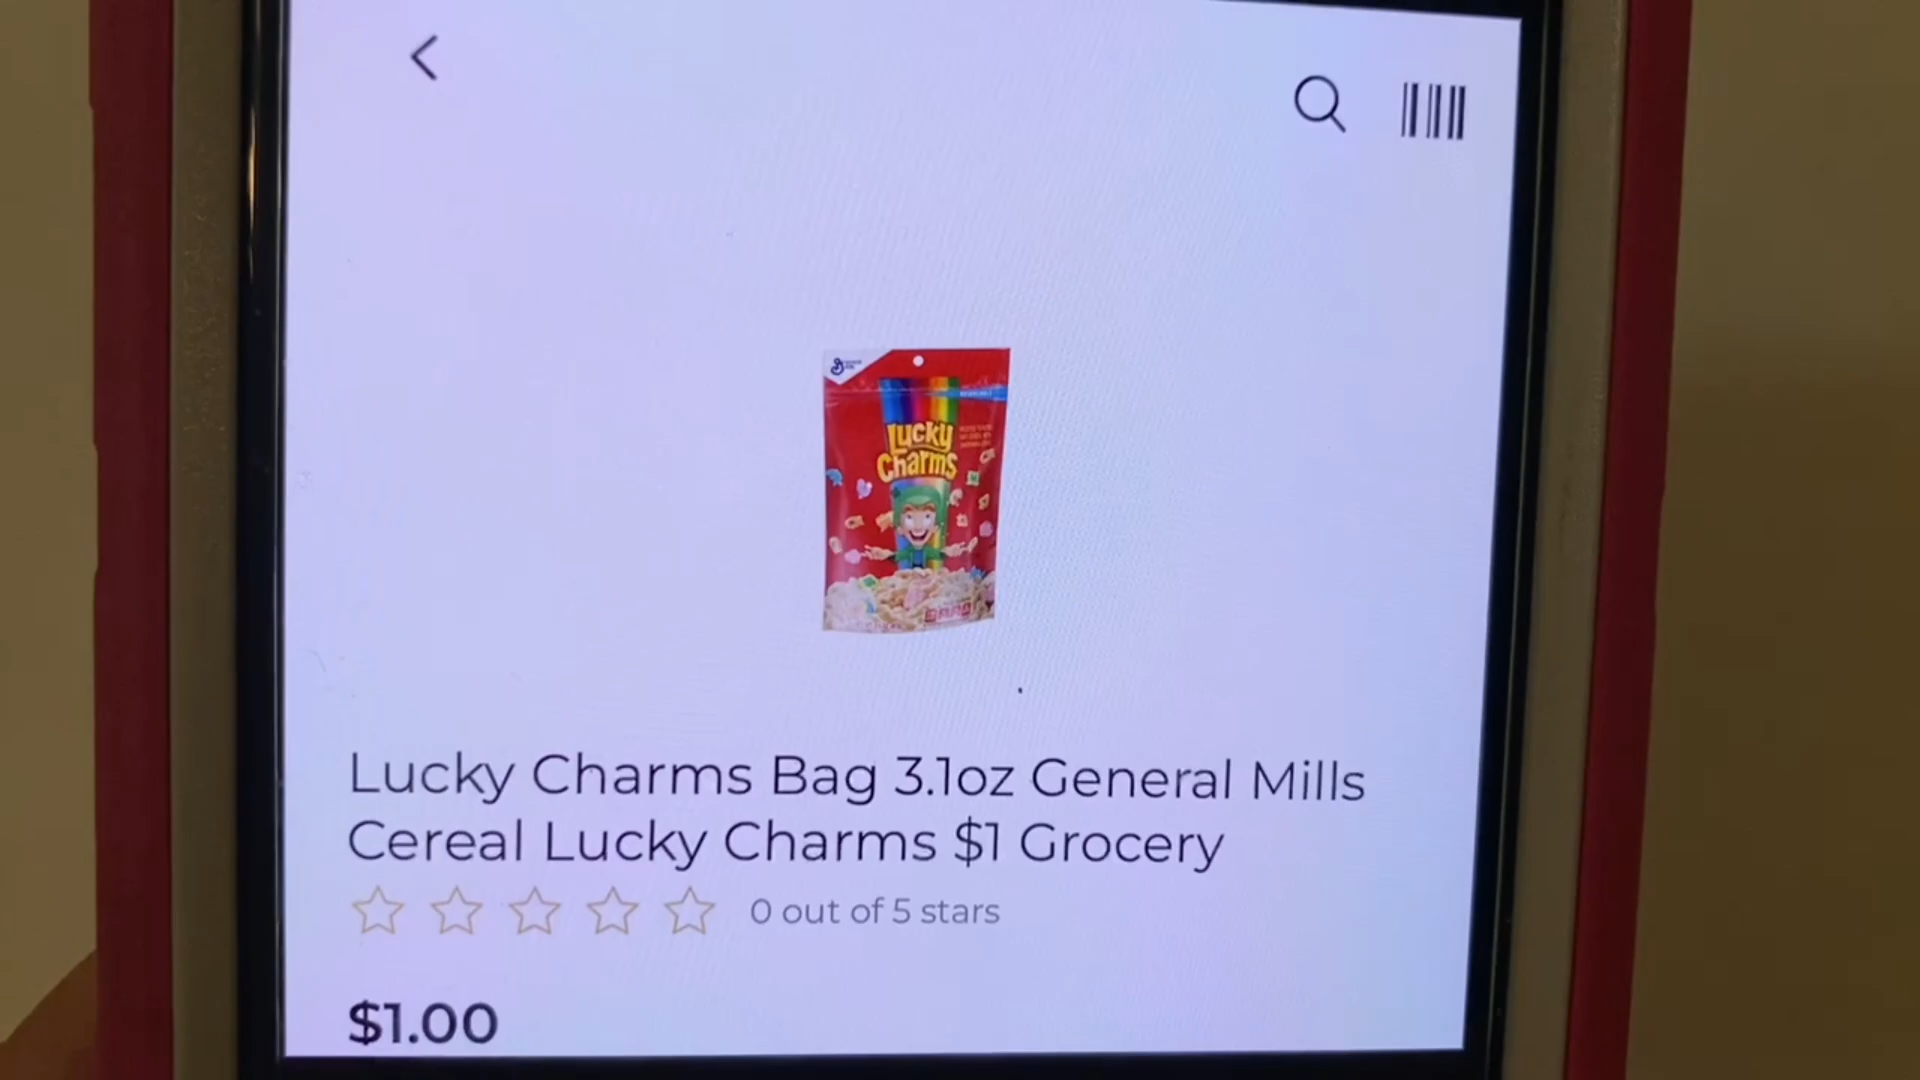 Lucky
Charms
Lucky Charms Bag 3.1oz General Mills
Cereal Lucky Charms $1 Grocery
0 out of 5 stars
$1.00